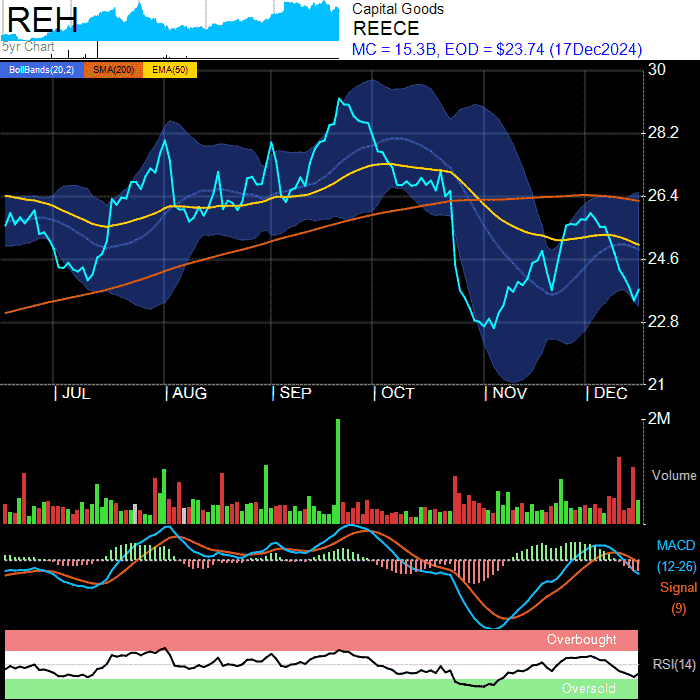 REH
5yr Chart
Capital Goods
REECE
MC = 15.3B, EOD = $23.74 (17Dec2024)
BollBands(20,2) SMA(200) EMA(50)
30
28.2
26.4
24.6
22.8
21
JUL AUG SEP OCT NOV DEC
2M
Volume
MACD
(12-26)
Signal
(9)
Overbought
RSI(14)
Oversold